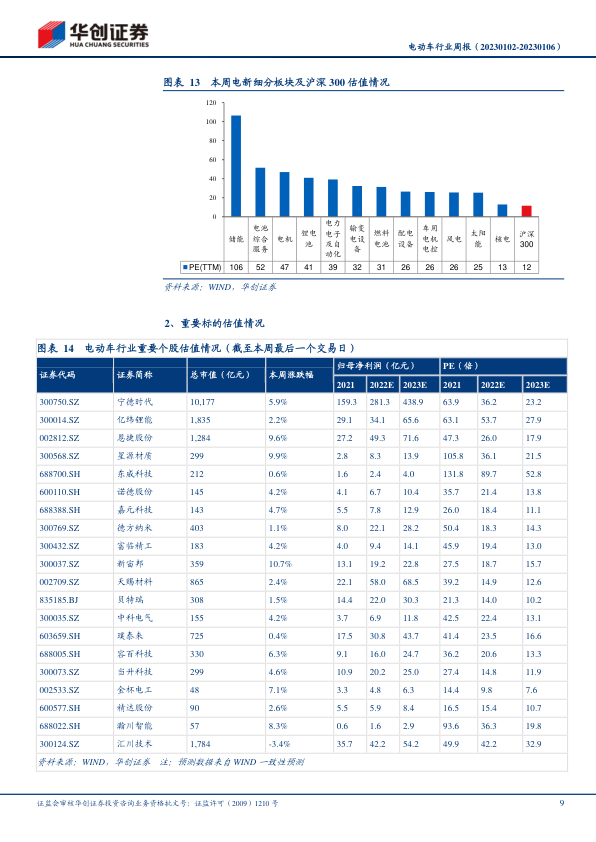 华创证券
HUA CHUANG SECURITIES
电动车行业周报（20230102-20230106）
图表 13 本周电新细分板块及沪深 300 估值情况
120
100
80
60
40
20
0
储能 电池综合服务 电机 锂电池 电力电子及自动化 输变电设备 燃料电池 配电设备 车用电机电控 风电 太阳能 核电 沪深300
PE(TTM) 106 52 47 41 39 32 31 26 26 26 25 13 12
资料来源：WIND，华创证券
2、重要标的估值情况
图表 14 电动车行业重要个股估值情况（截至本周最后一个交易日）
证券代码 证券简称 总市值（亿元） 本周涨跌幅 归母净利润（亿元） PE（倍）
2021 2022E 2023E 2021 2022E 2023E
300750.SZ 宁德时代 10,177 5.9% 159.3 281.3 438.9 63.9 36.2 23.2
300014.SZ 亿纬锂能 1,835 2.2% 29.1 34.1 65.6 63.1 53.7 27.9
002812.SZ 恩捷股份 1,284 9.6% 27.2 49.3 71.6 47.3 26.0 17.9
300568.SZ 星源材质 299 9.9% 2.8 8.3 13.9 105.8 36.1 21.5
688700.SH 东威科技 212 0.6% 1.6 2.4 4.0 131.8 89.7 52.8
600110.SH 诺德股份 145 4.2% 4.1 6.7 10.4 35.7 21.4 13.8
688388.SH 嘉元科技 143 4.7% 5.5 7.8 12.9 26.0 18.4 11.1
300769.SZ 德方纳米 403 1.1% 8.0 22.1 28.2 50.4 18.3 14.3
300432.SZ 富临精工 183 4.2% 4.0 9.4 14.1 45.9 19.4 13.0
300037.SZ 新宙邦 359 10.7% 13.1 19.2 22.8 27.5 18.7 15.7
002709.SZ 天赐材料 865 2.4% 22.1 58.0 68.5 39.2 14.9 12.6
835185.BJ 贝特瑞 308 1.5% 14.4 22.0 30.3 21.3 14.0 10.2
300035.SZ 中科电气 155 4.2% 3.7 6.9 11.8 42.5 22.4 13.1
603659.SH 璞泰来 725 0.4% 17.5 30.8 43.7 41.4 23.5 16.6
688005.SH 容百科技 330 6.3% 9.1 16.0 24.7 36.2 20.6 13.3
300073.SZ 当升科技 299 4.6% 10.9 20.2 25.0 27.4 14.8 11.9
002533.SZ 金杯电工 48 7.1% 3.3 4.8 6.3 14.4 9.8 7.6
600577.SH 精达股份 90 2.6% 5.5 5.9 8.4 16.5 15.4 10.7
688022.SH 瀚川智能 57 8.3% 0.6 1.6 2.9 93.6 36.3 19.8
300124.SZ 汇川技术 1,784 -3.4% 35.7 42.2 54.2 49.9 42.2 32.9
资料来源：WIND，华创证券 注：预测数据来自 WIND 一致性预测
证监会审核华创证券投资咨询业务资格批文号：证监许可（2009）1210 号
9